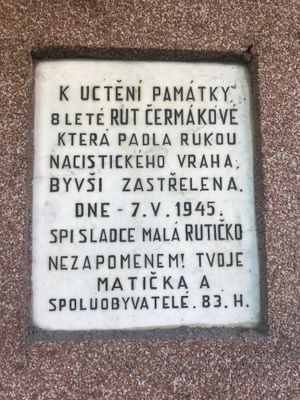 K UCTĚNÍ PAMÁTKY
8 LETÉ RUT ČERMÁKOVÉ
KTERÁ PADLA RUKOU
NACISTICKÉHO VRAHA,
BYVŠI ZASTŘELENA.
DNE - 7. V. 1945.
SPI SLADCE MALÁ RUTIČKO
NEZAPOMENEM! TVOJE
MATIČKA A
SPOLUOBYVATELÉ. 83. H.